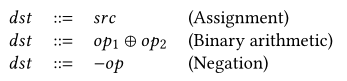 dst ::= src (Assignment)
dst ::= op₁ ⊕ op₂ (Binary arithmetic)
dst ::= −op (Negation)